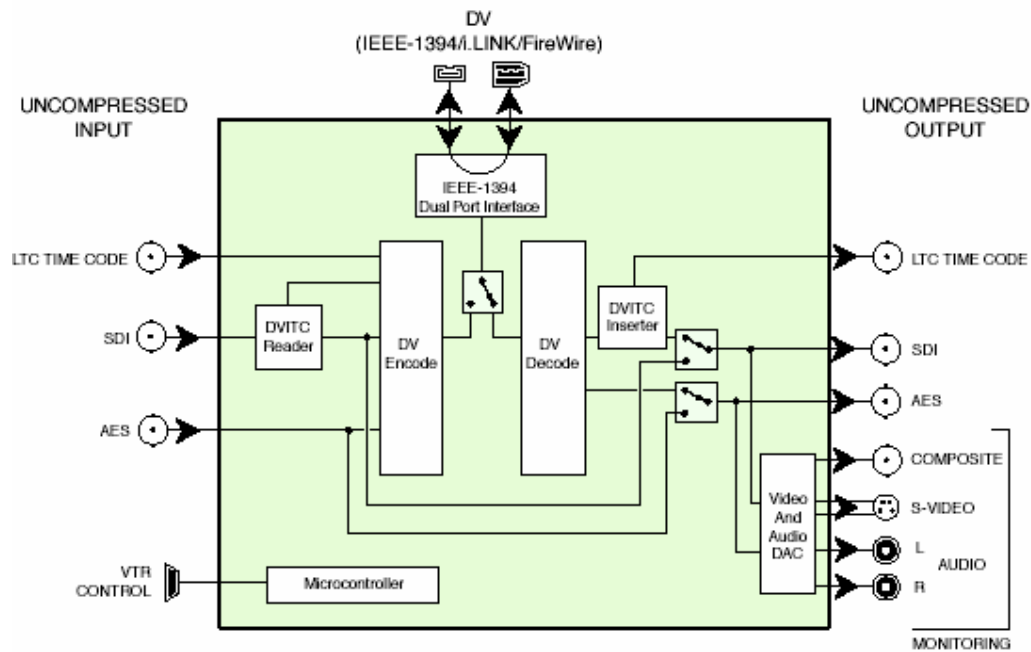 DV
(IEEE-1394/i.LINK/FireWire)
UNCOMPRESSED
INPUT
UNCOMPRESSED
OUTPUT
IEEE-1394
Dual Port Interface
LTC TIME CODE
LTC TIME CODE
DVITC
Reader
DV
Encode
DV
Decode
DVITC
Inserter
SDI
SDI
AES
AES
COMPOSITE
Video
And
Audio
DAC
S-VIDEO
L
AUDIO
R
VTR
CONTROL
Microcontroller
MONITORING